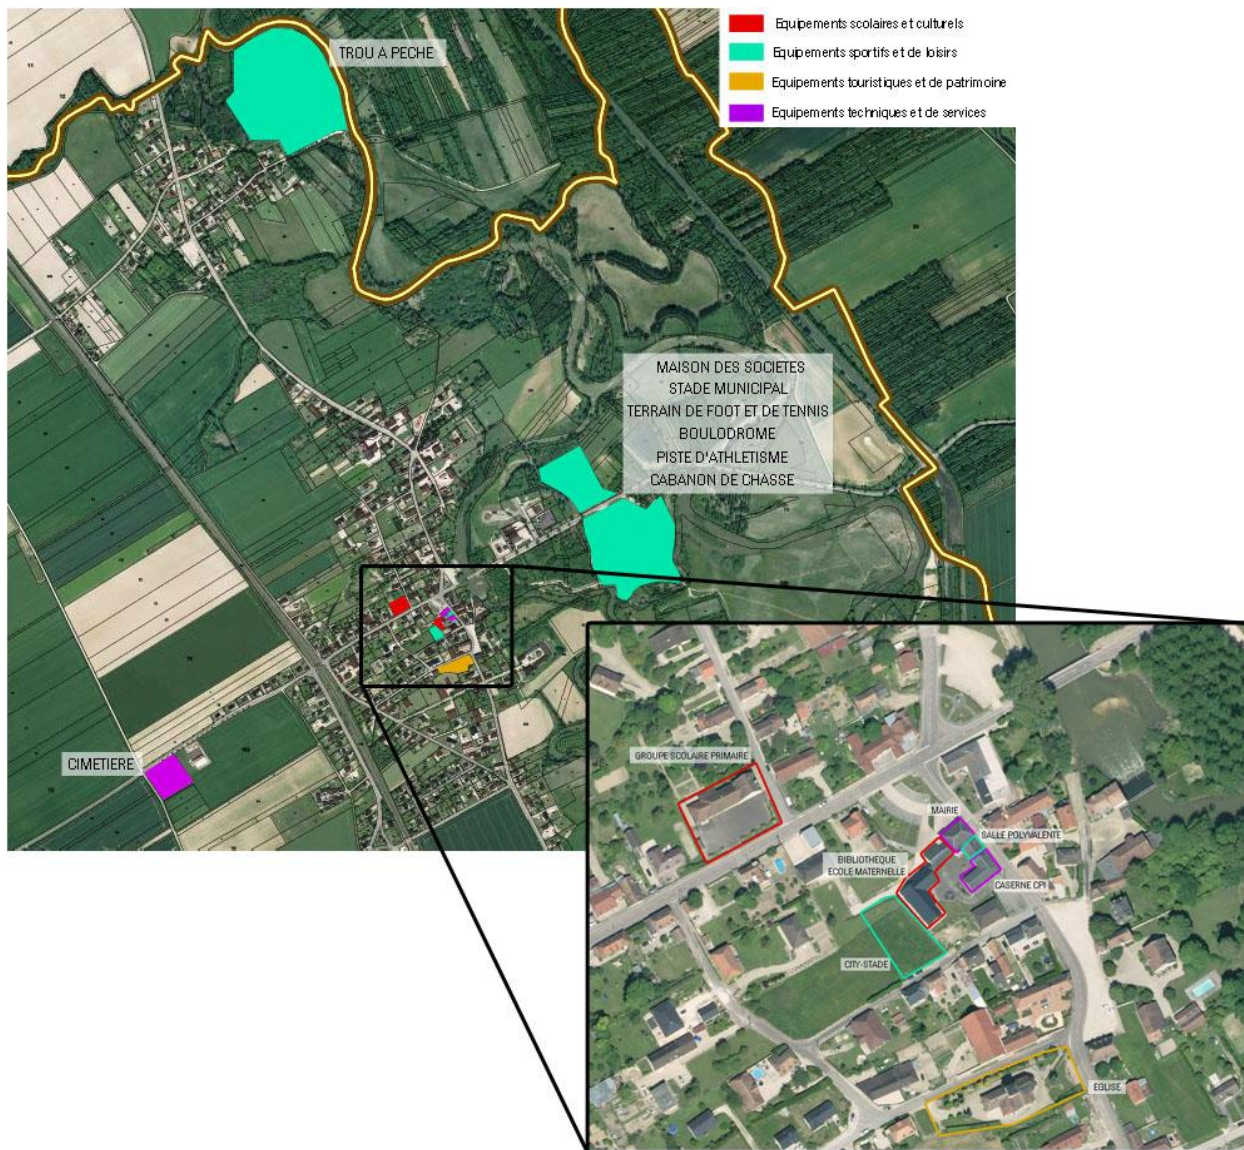 Equipements scolaires et culturels
TROU A PECHE
Equipements sportifs et de loisirs
Equipements touristiques et de patrimoine
Equipements techniques et de services
MAISON DES SOCIETES
STADE MUNICIPAL
TERRAIN DE FOOT ET DE TENNIS
BOULODROME
PISTE D'ATHLETISME
CABANON DE CHASSE
CIMETIERE
GROUPE SCOLAIRE PRIMAIRE
MAIRIE
SALLE POLYVALENTE
BIBLIOTHEQUE
ECOLE MATERNELLE
CASERNE CPI
CITY-STADE
EGLISE